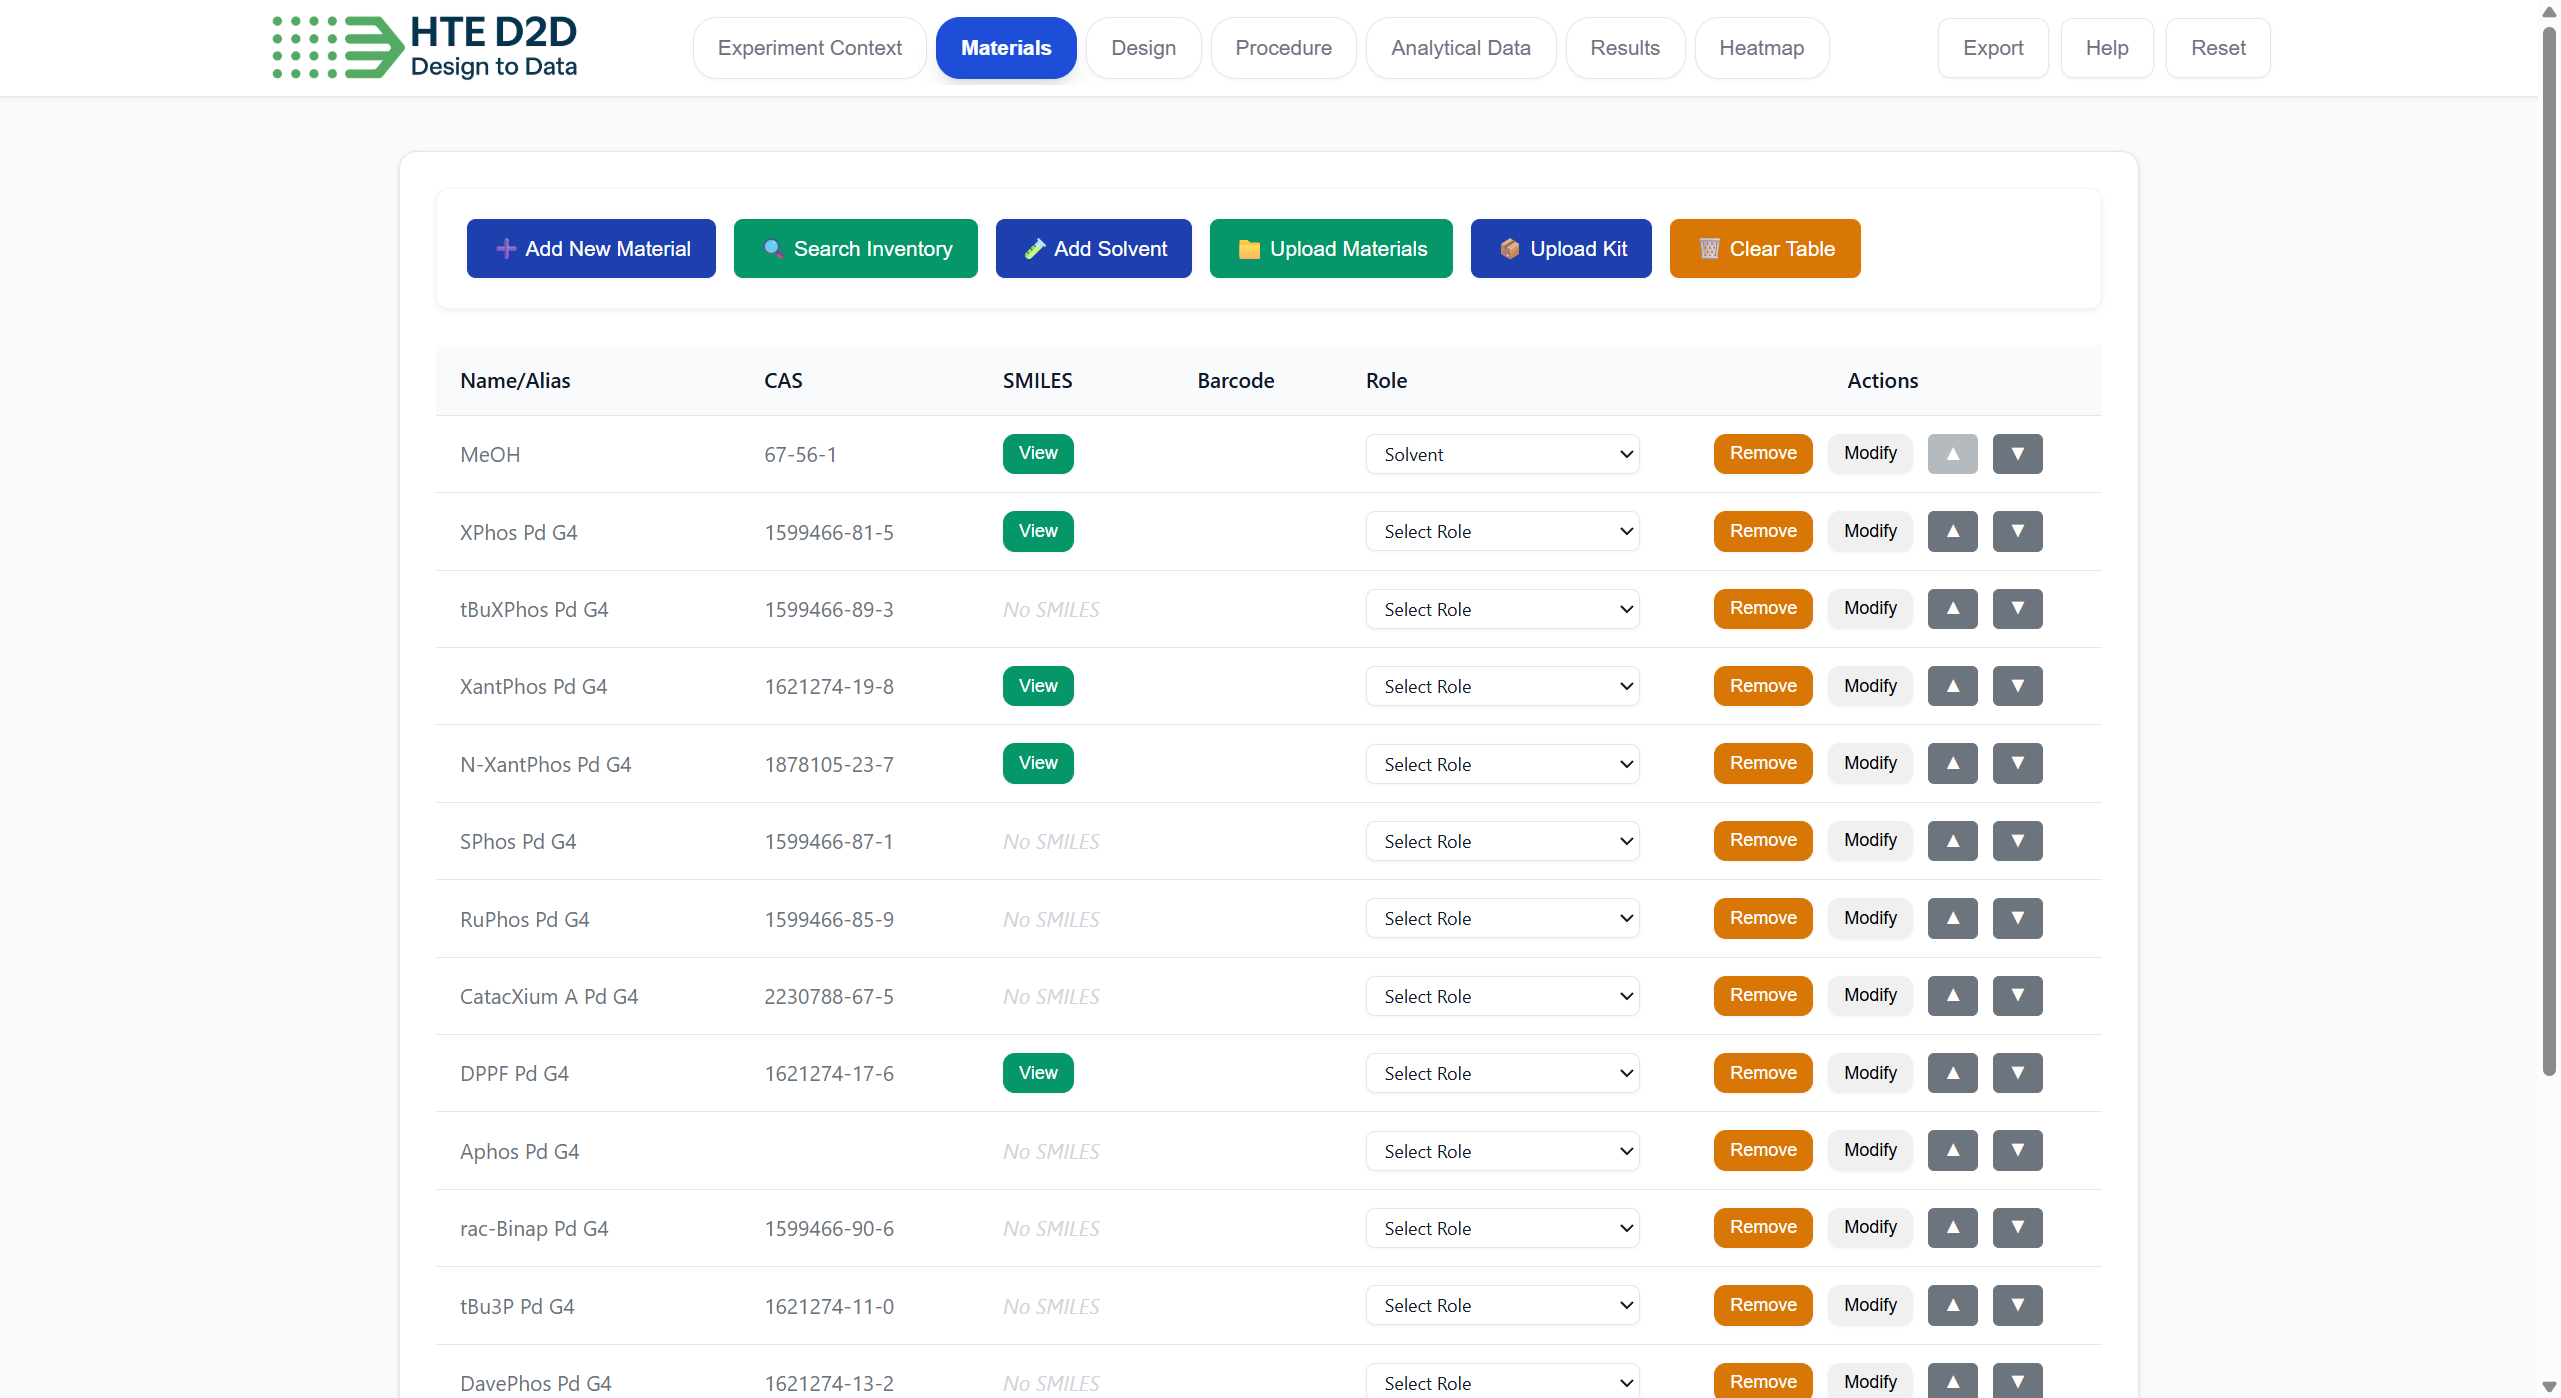 HTE D2D
Design to Data
Experiment Context Materials Design Procedure Analytical Data Results Heatmap Export Help Reset
Add New Material Search Inventory Add Solvent Upload Materials Upload Kit Clear Table
Name/Alias CAS SMILES Barcode Role Actions
MeOH 67-56-1 View Solvent Remove Modify ▲ ▼
XPhos Pd G4 1599466-81-5 View Select Role Remove Modify ▲ ▼
tBuXPhos Pd G4 1599466-89-3 No SMILES Select Role Remove Modify ▲ ▼
XantPhos Pd G4 1621274-19-8 View Select Role Remove Modify ▲ ▼
N-XantPhos Pd G4 1878105-23-7 View Select Role Remove Modify ▲ ▼
SPhos Pd G4 1599466-87-1 No SMILES Select Role Remove Modify ▲ ▼
RuPhos Pd G4 1599466-85-9 No SMILES Select Role Remove Modify ▲ ▼
CatacXium A Pd G4 2230788-67-5 No SMILES Select Role Remove Modify ▲ ▼
DPPF Pd G4 1621274-17-6 View Select Role Remove Modify ▲ ▼
Aphos Pd G4 No SMILES Select Role Remove Modify ▲ ▼
rac-Binap Pd G4 1599466-90-6 No SMILES Select Role Remove Modify ▲ ▼
tBu3P Pd G4 1621274-11-0 No SMILES Select Role Remove Modify ▲ ▼
DavePhos Pd G4 1621274-13-2 No SMILES Select Role Remove Modify ▲ ▼